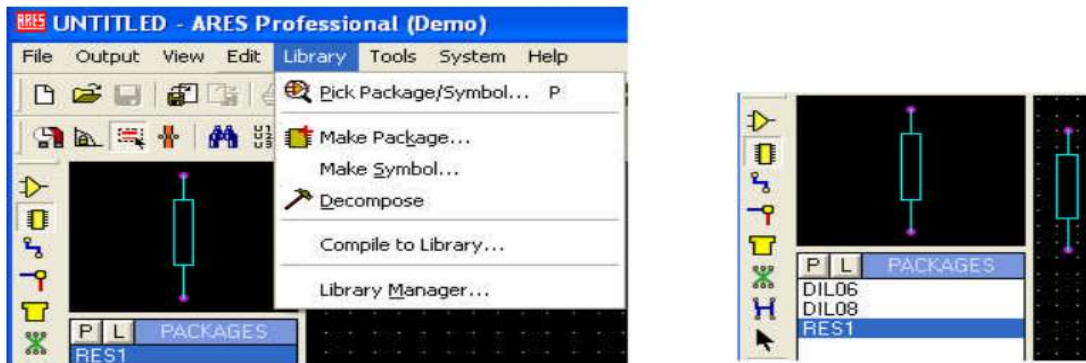 ARES UNTITLED - ARES Professional (Demo)
File Output View Edit Library Tools System Help
Pick Package/Symbol... P
Make Package...
Make Symbol...
Decompose
Compile to Library...
Library Manager...
P L PACKAGES
RES1
P L PACKAGES
DIL06
DIL08
RES1